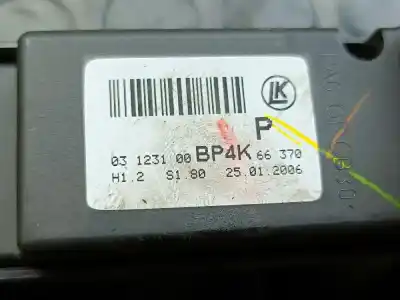 LK
P
03 1231 00 BP4K 66 370
H1.2 S1.80 25.01.2006